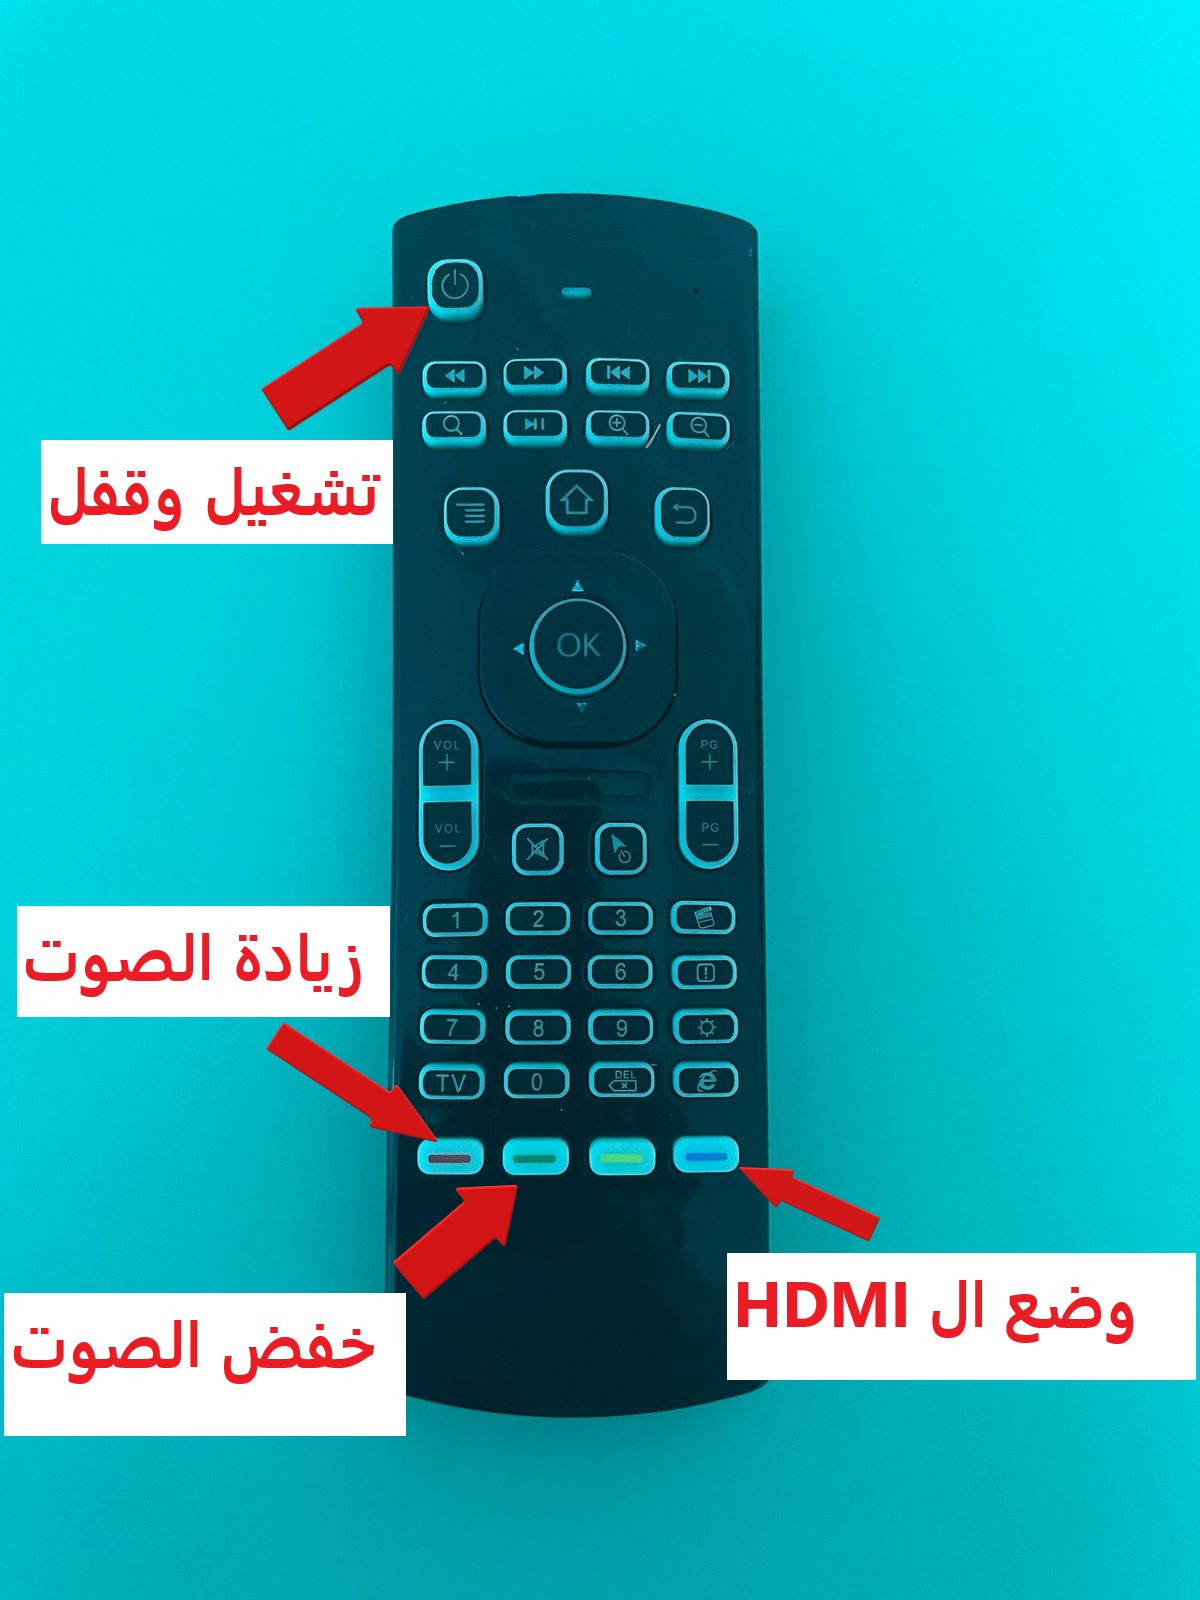 تشغيل وقفل
OK
VOL
+
PG
+
VOL
-
PG
-
زيادة الصوت
1 2 3
4 5 6
7 8 9
TV 0 DEL
خفض الصوت
وضع ال HDMI